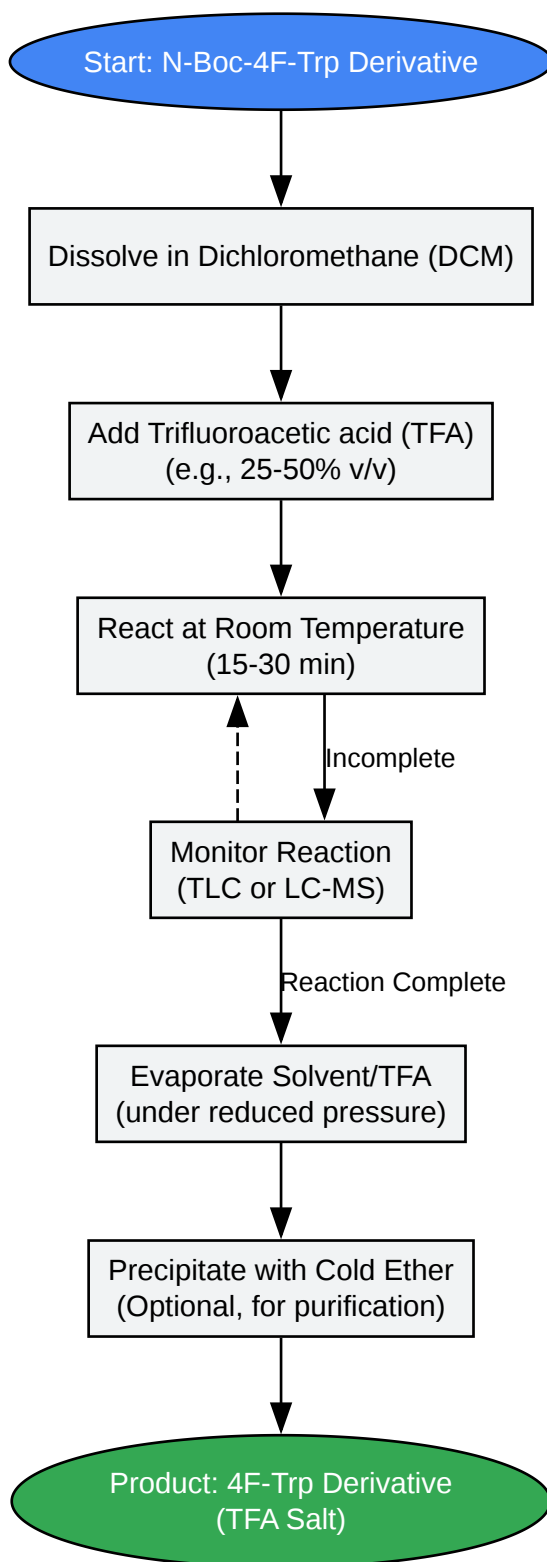 Start: N-Boc-4F-Trp Derivative
Dissolve in Dichloromethane (DCM)
Add Trifluoroacetic acid (TFA)
(e.g., 25-50% v/v)
React at Room Temperature
(15-30 min)
Incomplete
Monitor Reaction
(TLC or LC-MS)
Reaction Complete
Evaporate Solvent/TFA
(under reduced pressure)
Precipitate with Cold Ether
(Optional, for purification)
Product: 4F-Trp Derivative
(TFA Salt)